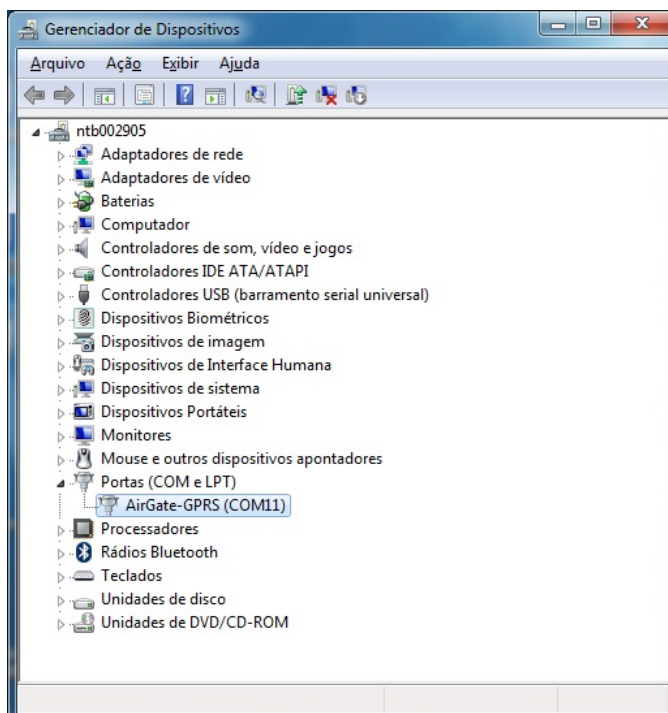 Gerenciador de Dispositivos
Arquivo Ação Exibir Ajuda
ntb002905
Adaptadores de rede
Adaptadores de vídeo
Baterias
Computador
Controladores de som, vídeo e jogos
Controladores IDE ATA/ATAPI
Controladores USB (barramento serial universal)
Dispositivos Biométricos
Dispositivos de imagem
Dispositivos de Interface Humana
Dispositivos de sistema
Dispositivos Portáteis
Monitores
Mouse e outros dispositivos apontadores
Portas (COM e LPT)
AirGate-GPRS (COM11)
Processadores
Rádios Bluetooth
Teclados
Unidades de disco
Unidades de DVD/CD-ROM